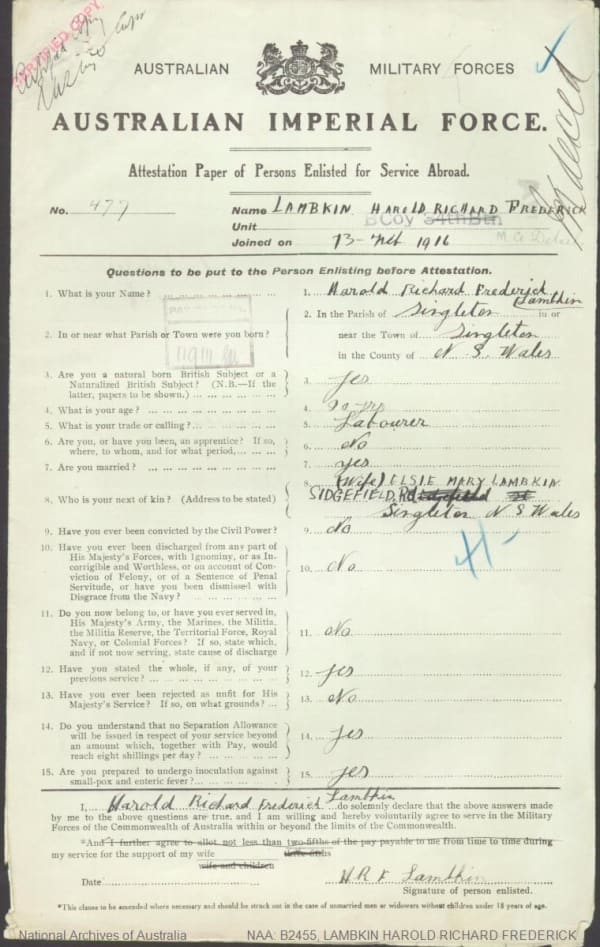 CERTIFIED COPY
AUSTRALIAN MILITARY FORCES
AUSTRALIAN IMPERIAL FORCE.
Attestation Paper of Persons Enlisted for Service Abroad.
No. 477 Name LAMBKIN HAROLD RICHARD FREDERICK
Unit B Coy 34th Btn
Joined on 1916
Indexed
Questions to be put to the Person Enlisting before Attestation.
1. What is your Name? 1. Harold Richard Frederick Lambkin
2. In or near what Parish or Town were you born? 2. In the Parish of Singleton in or
near the Town of Singleton
in the County of N S Wales
3. Are you a natural born British Subject or a
Naturalized British Subject? (N.B.—If the
latter, papers to be shown.) 3. yes
4. What is your age? 4.
5. What is your trade or calling? 5. Labourer
6. Are you, or have you been, an apprentice? If so,
where, to whom, and for what period, 6. No
7. Are you married? 7. yes
8. Who is your next of kin? (Address to be stated) 8. (Wife) ELSIE MARY LAMBKIN
SIDGEFIELD Rd
Singleton N S Wales
9. Have you ever been convicted by the Civil Power? 9. No
10. Have you ever been discharged from any part of
His Majesty's Forces, with Ignominy, or as In-
corrigible and Worthless, or on account of Con-
viction of Felony, or of a Sentence of Penal
Servitude, or have you been dismissed with
Disgrace from the Navy? 10. No
11. Do you now belong to, or have you ever served in,
His Majesty's Army, the Marines, the Militia,
the Militia Reserve, the Territorial Force, Royal
Navy, or Colonial Forces? If so, state which,
and if not now serving, state cause of discharge 11. No
12. Have you stated the whole, if any, of your
previous service? 12. yes
13. Have you ever been rejected as unfit for His
Majesty's Service? If so, on what grounds? 13. No
14. Do you understand that no Separation Allowance
will be issued in respect of your service beyond
an amount which, together with Pay, would
reach eight shillings per day? 14. yes
15. Are you prepared to undergo inoculation against
small-pox and enteric fever? 15. yes
I, Harold Richard Frederick Lambkin do solemnly declare that the above answers made
by me to the above questions are true, and I am willing and hereby voluntarily agree to serve in the Military
Forces of the Commonwealth of Australia within or beyond the limits of the Commonwealth.
*And I further agree to allot not less than two-fifths of the pay payable to me from time to time during
my service for the support of my wife three-fifths
wife and children
Date H. R. F. Lambkin
Signature of person enlisted.
*This clause to be amended where necessary and should be struck out in the case of unmarried men or widowers without children under 18 years of age.
National Archives of Australia NAA: B2455, LAMBKIN HAROLD RICHARD FREDERICK